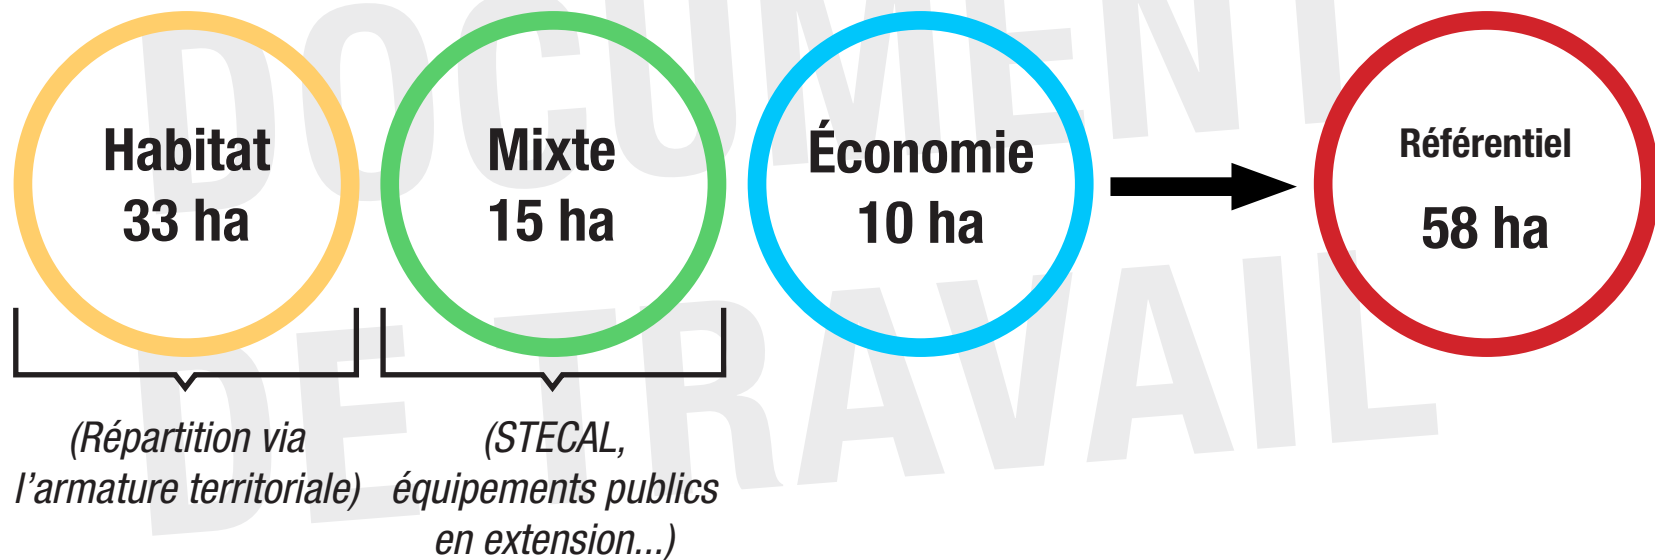 DOCUMENT
DE TRAVAIL
Habitat
33 ha
Mixte
15 ha
Économie
10 ha
Référentiel
58 ha
(Répartition via
l’armature territoriale)
(STECAL,
équipements publics
en extension...)